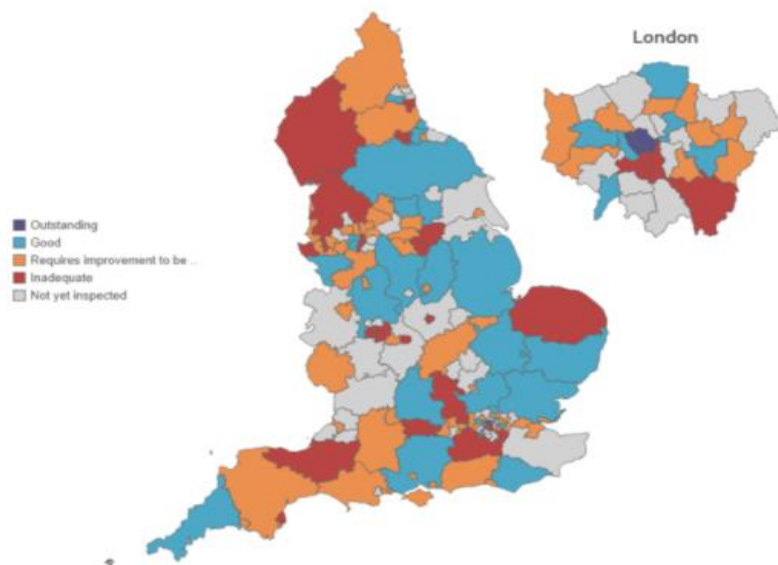 London
Outstanding
Good
Requires improvement to be ..
Inadequate
Not yet inspected